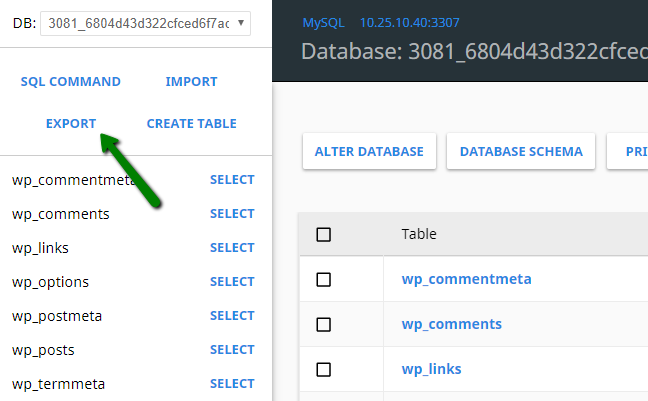 DB: 3081_6804d43d322cfced6f7ac
SQL COMMAND IMPORT
EXPORT CREATE TABLE
wp_commentmeta SELECT
wp_comments SELECT
wp_links SELECT
wp_options SELECT
wp_postmeta SELECT
wp_posts SELECT
wp_termmeta SELECT
MySQL 10.25.10.40:3307
Database: 3081_6804d43d322cfced
ALTER DATABASE DATABASE SCHEMA PRI
Table
wp_commentmeta
wp_comments
wp_links